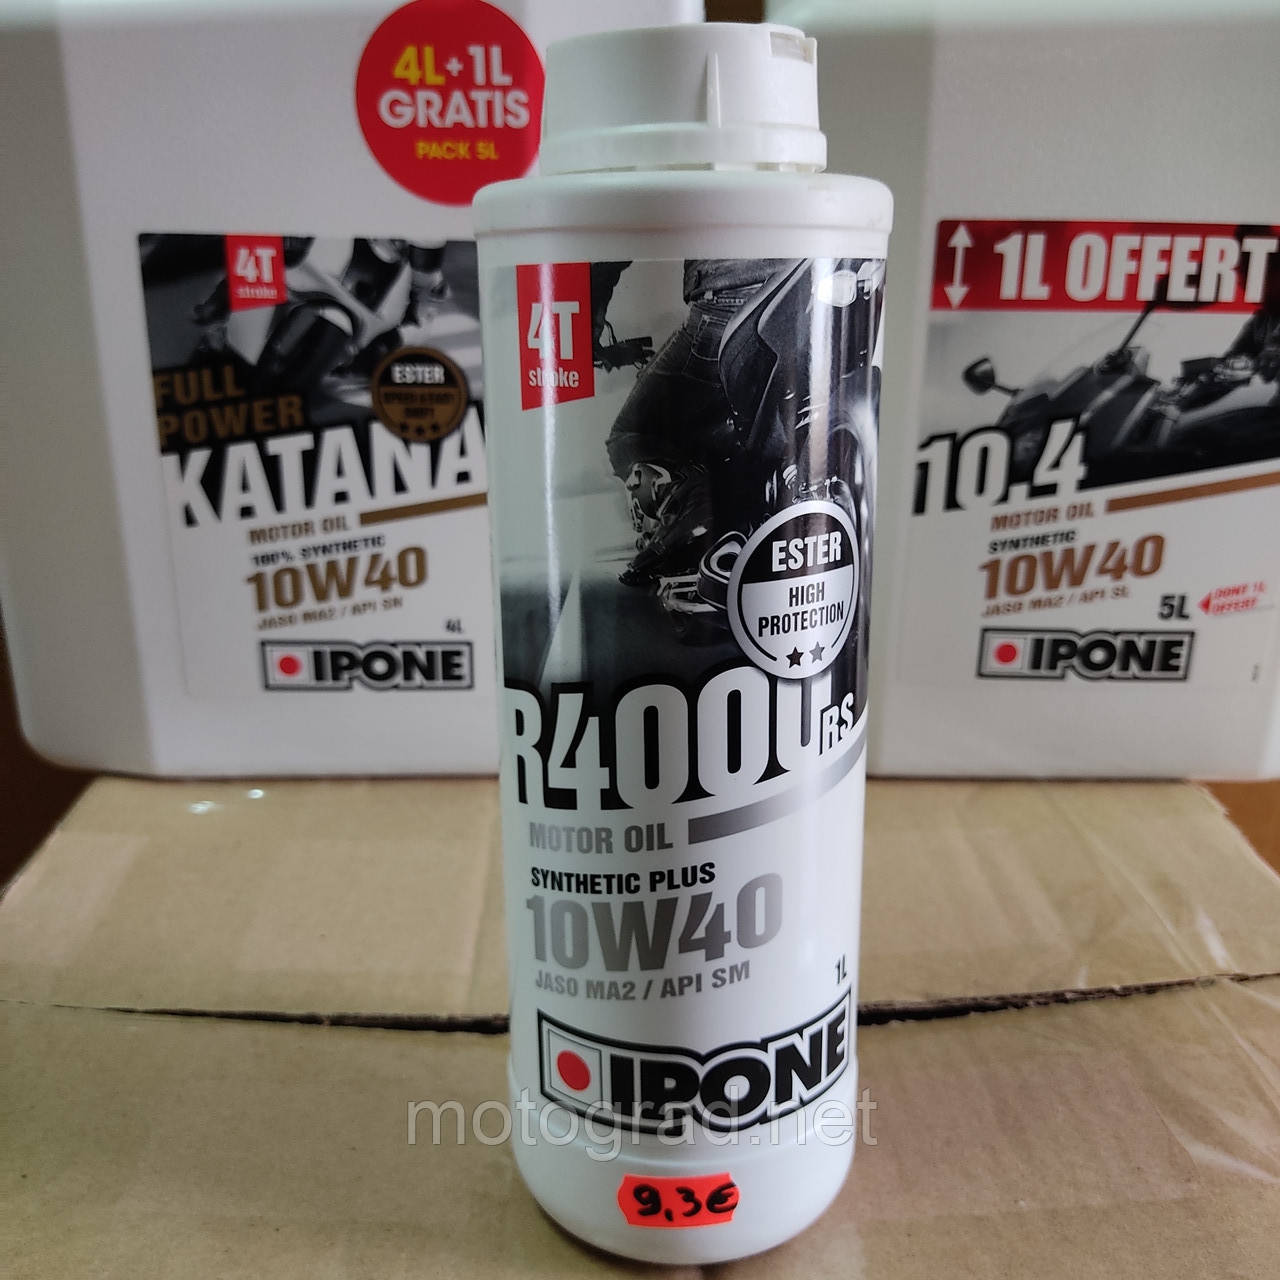 4L+1L
GRATIS
PACK 5L
4T
stroke
FULL
POWER
KATANA
ESTER
MOTOR OIL
100% SYNTHETIC
10W40
JASO MA2 / API SN
4L
IPONE
4T
stroke
ESTER
HIGH
PROTECTION
R4000 RS
MOTOR OIL
SYNTHETIC PLUS
10W40
JASO MA2 / API SM
1L
IPONE
9,3€
1L OFFERT
10.4
MOTOR OIL
SYNTHETIC
10W40
JASO MA2 / API SL
5L
DONT 1L
OFFERT
IPONE
motograd.net